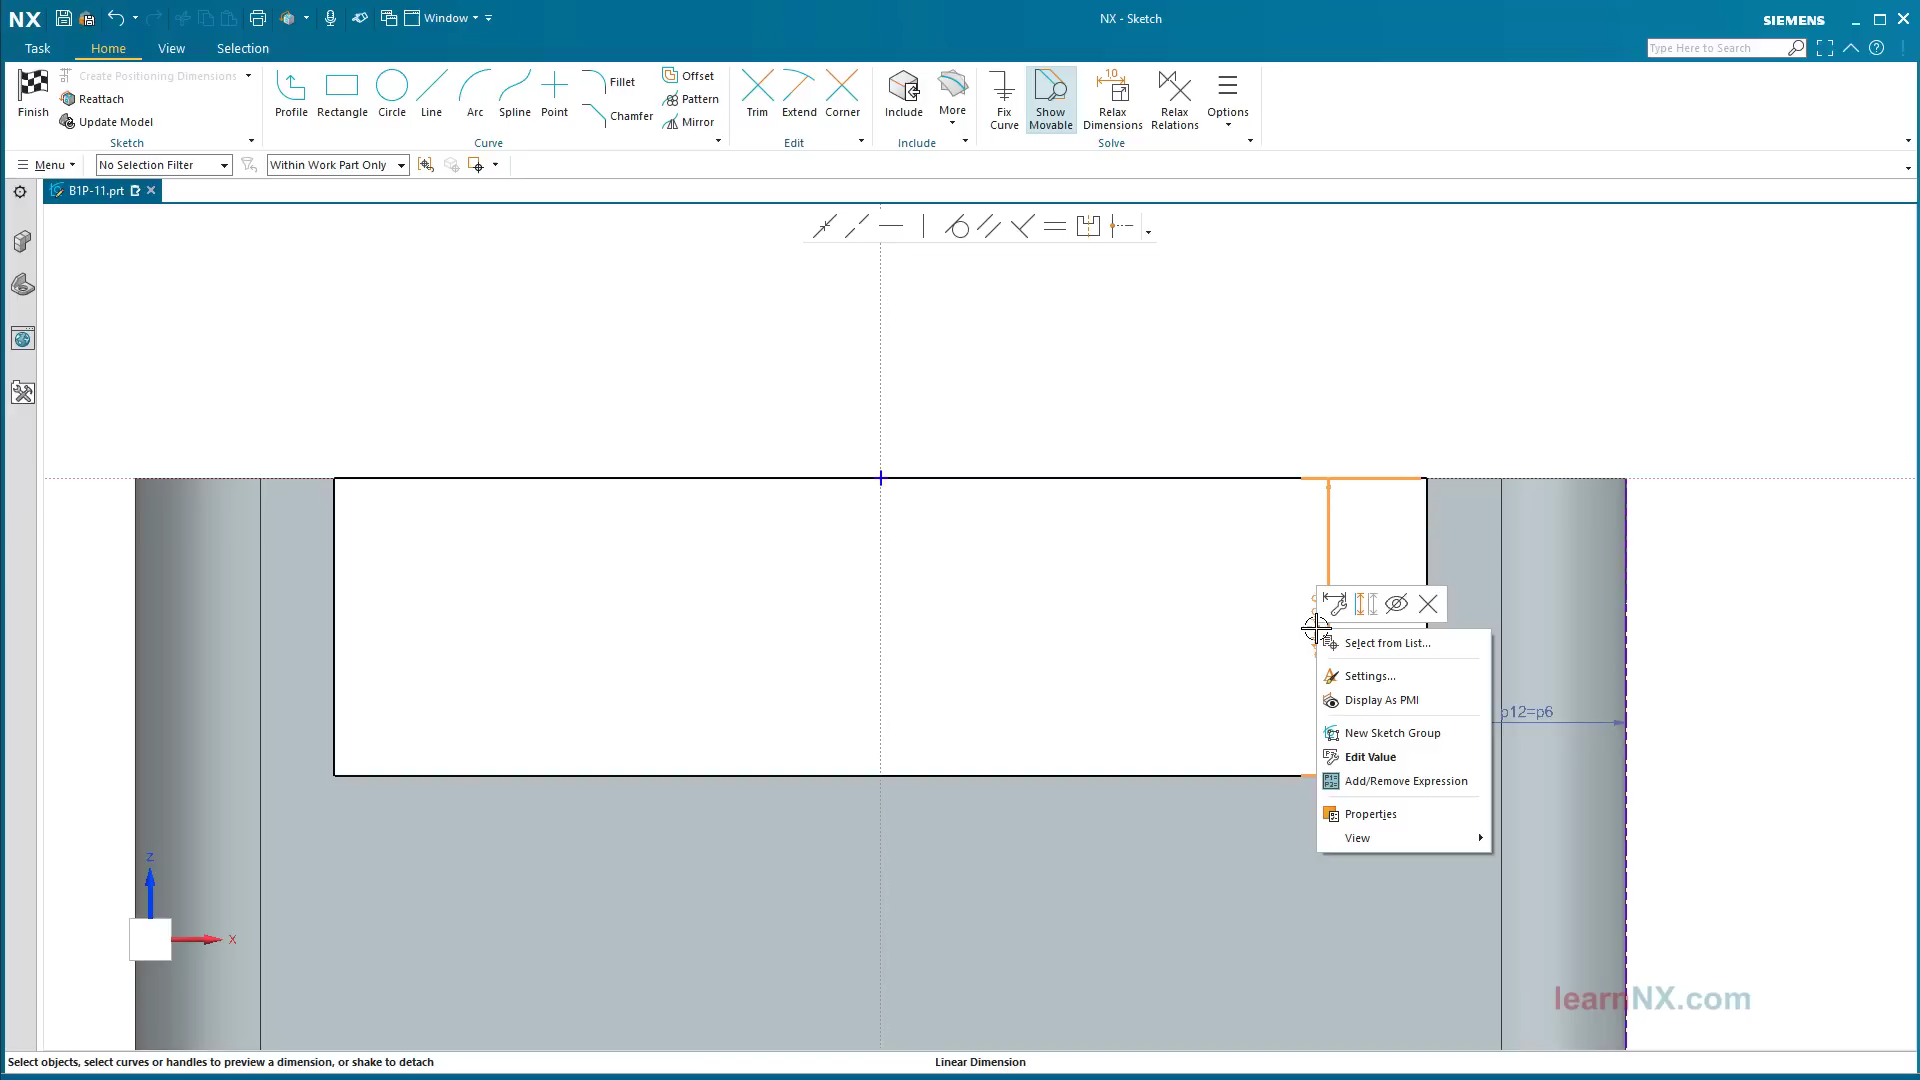 NX
Window
NX - Sketch
SIEMENS
Task
Home
View
Selection
Type Here to Search
Finish
Create Positioning Dimensions
Reattach
Update Model
Sketch
Profile
Rectangle
Circle
Line
Arc
Spline
Point
Fillet
Chamfer
Offset
Pattern
Mirror
Curve
Trim
Extend
Corner
Edit
Include
More
Include
Fix
Curve
Show
Movable
1,0
Relax
Dimensions
Relax
Relations
Options
Solve
Menu
No Selection Filter
Within Work Part Only
B1P-11.prt
Select from List...
Settings...
Display As PMI
New Sketch Group
Edit Value
Add/Remove Expression
Properties
View
p12=p6
Z
X
learnNX.com
Select objects, select curves or handles to preview a dimension, or shake to detach
Linear Dimension